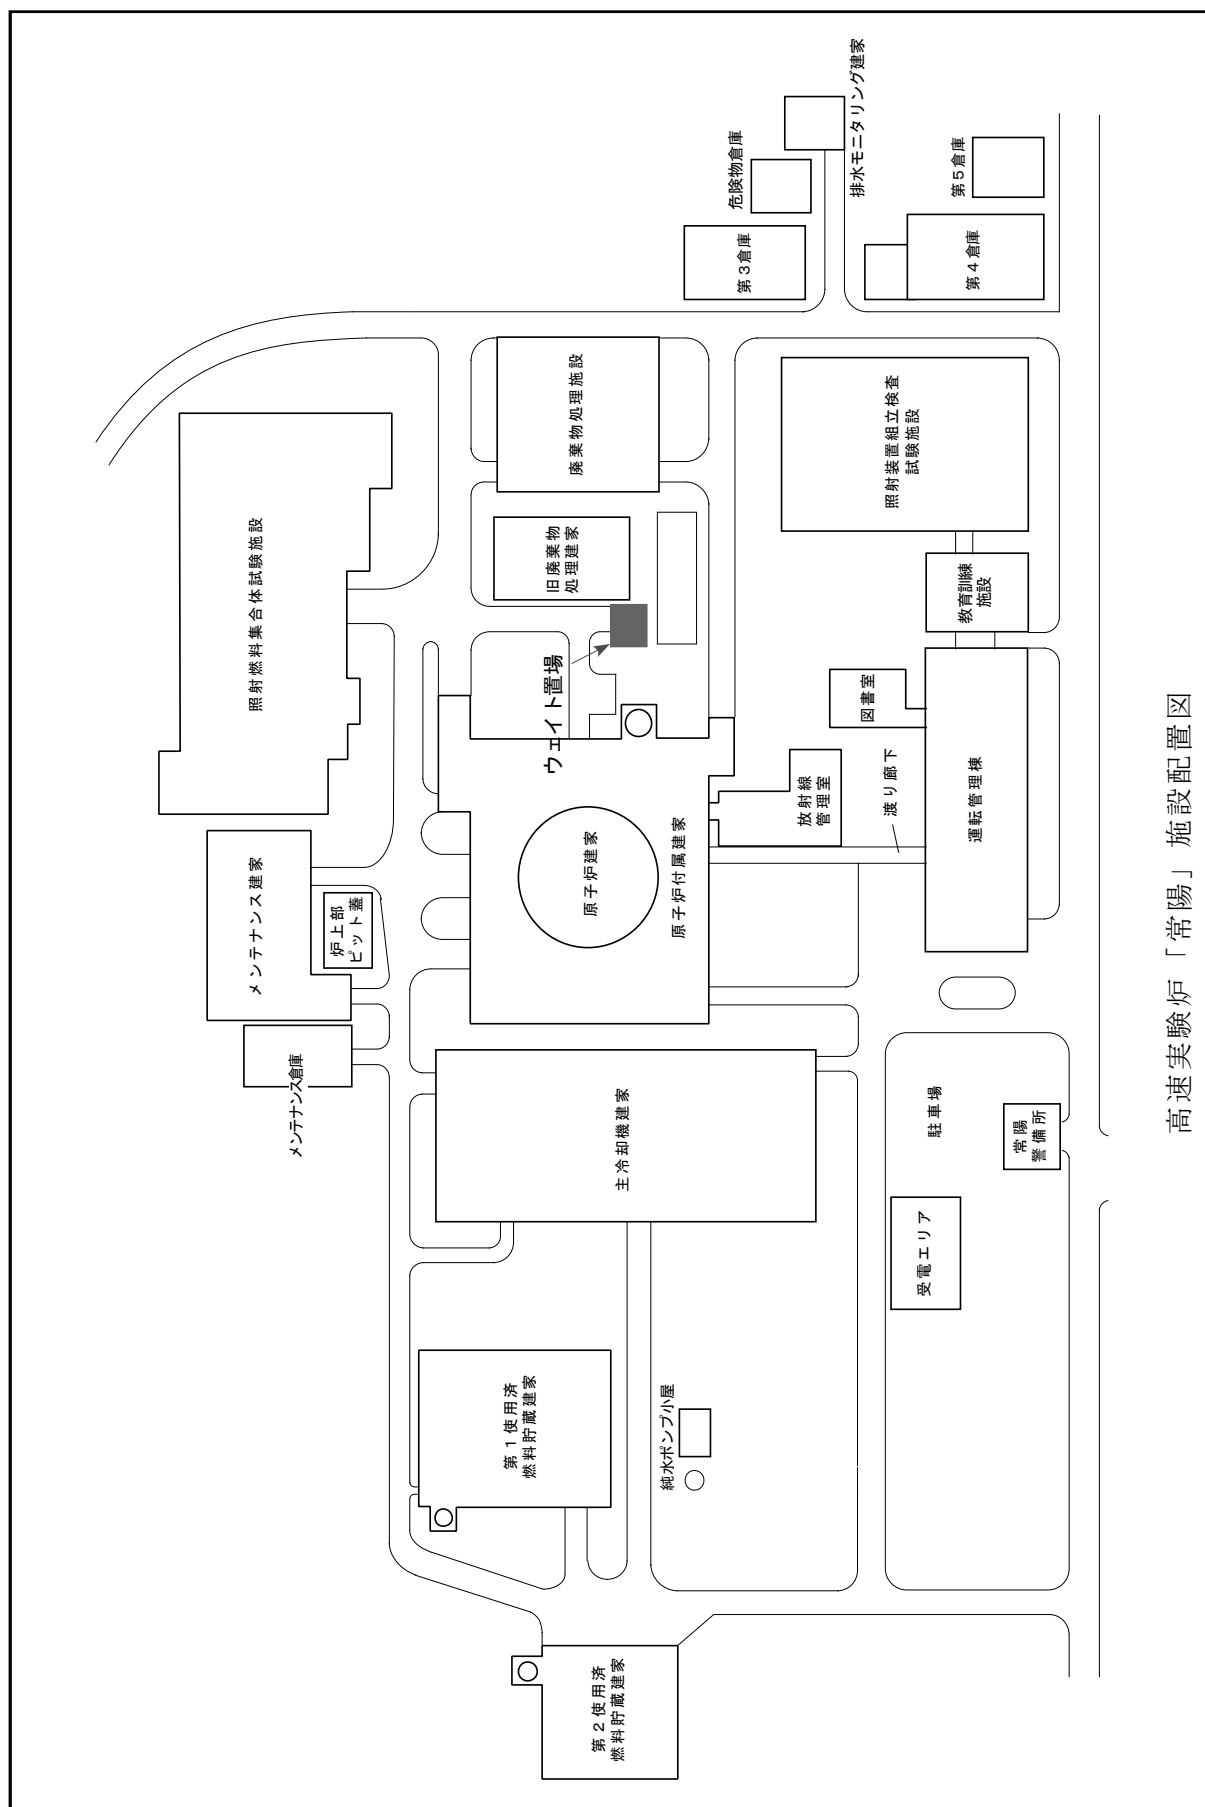 第２使用済
燃料貯蔵建家
第１使用済
燃料貯蔵建家
純水ポンプ小屋
主冷却機建家
受電エリア
駐車場
常陽
警備所
メンテナンス倉庫
メンテナンス建家
炉上部
ピット蓋
原子炉建家
原子炉付属建家
放射線
管理室
渡り廊下
運転管理棟
図書室
ウェイト置場
照射燃料集合体試験施設
旧廃棄物
処理建家
廃棄物処理施設
教育訓練
施設
照射装置組立検査
試験施設
第３倉庫
危険物倉庫
排水モニタリング建家
第４倉庫
第５倉庫
高速実験炉「常陽」施設配置図